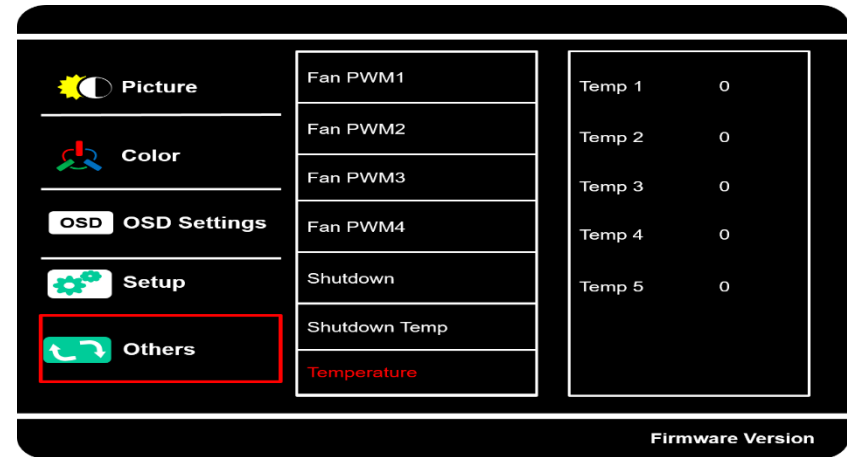 Picture
Color
OSD OSD Settings
Setup
Others
Fan PWM1
Fan PWM2
Fan PWM3
Fan PWM4
Shutdown
Shutdown Temp
Temperature
Temp 1 0
Temp 2 0
Temp 3 0
Temp 4 0
Temp 5 0
Firmware Version